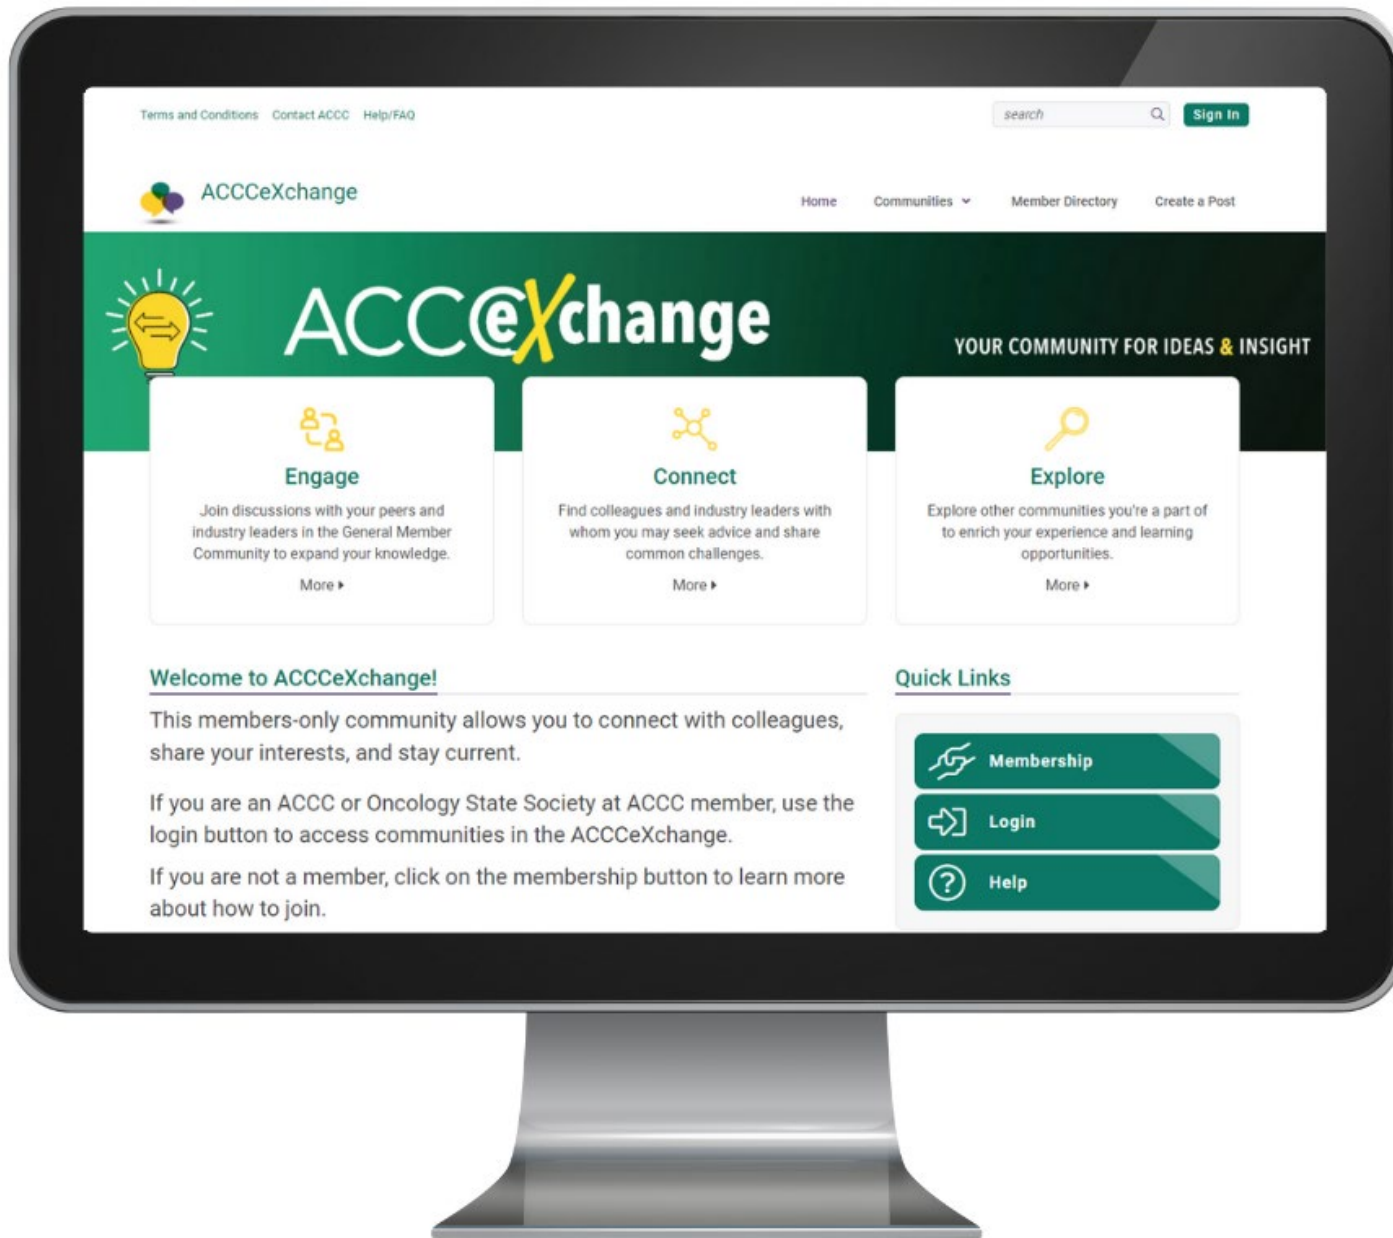 Terms and Conditions Contact ACCC Help/FAQ
search Sign In
ACCCeXchange
Home Communities Member Directory Create a Post
ACCCeXchange
YOUR COMMUNITY FOR IDEAS & INSIGHT
Engage
Join discussions with your peers and
industry leaders in the General Member
Community to expand your knowledge.
More
Connect
Find colleagues and industry leaders with
whom you may seek advice and share
common challenges.
More
Explore
Explore other communities you're a part of
to enrich your experience and learning
opportunities.
More
Welcome to ACCCeXchange!
This members-only community allows you to connect with colleagues,
share your interests, and stay current.
If you are an ACCC or Oncology State Society at ACCC member, use the
login button to access communities in the ACCCeXchange.
If you are not a member, click on the membership button to learn more
about how to join.
Quick Links
Membership
Login
Help